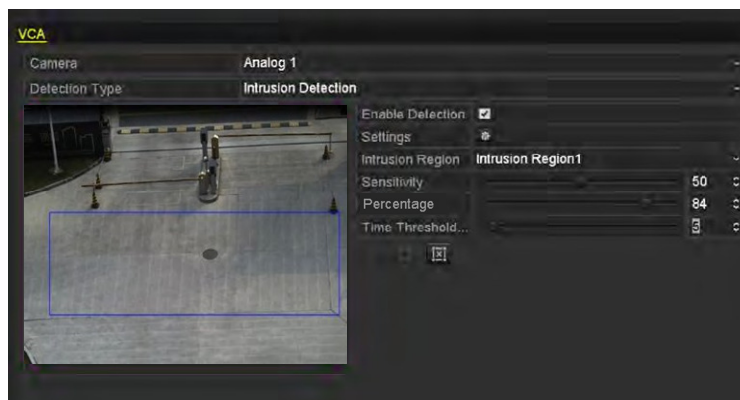 VCA
Camera Analog 1
Detection Type Intrusion Detection
Enable Detection
Settings
Intrusion Region Intrusion Region1
Sensitivity 50
Percentage 84
Time Threshold... 5